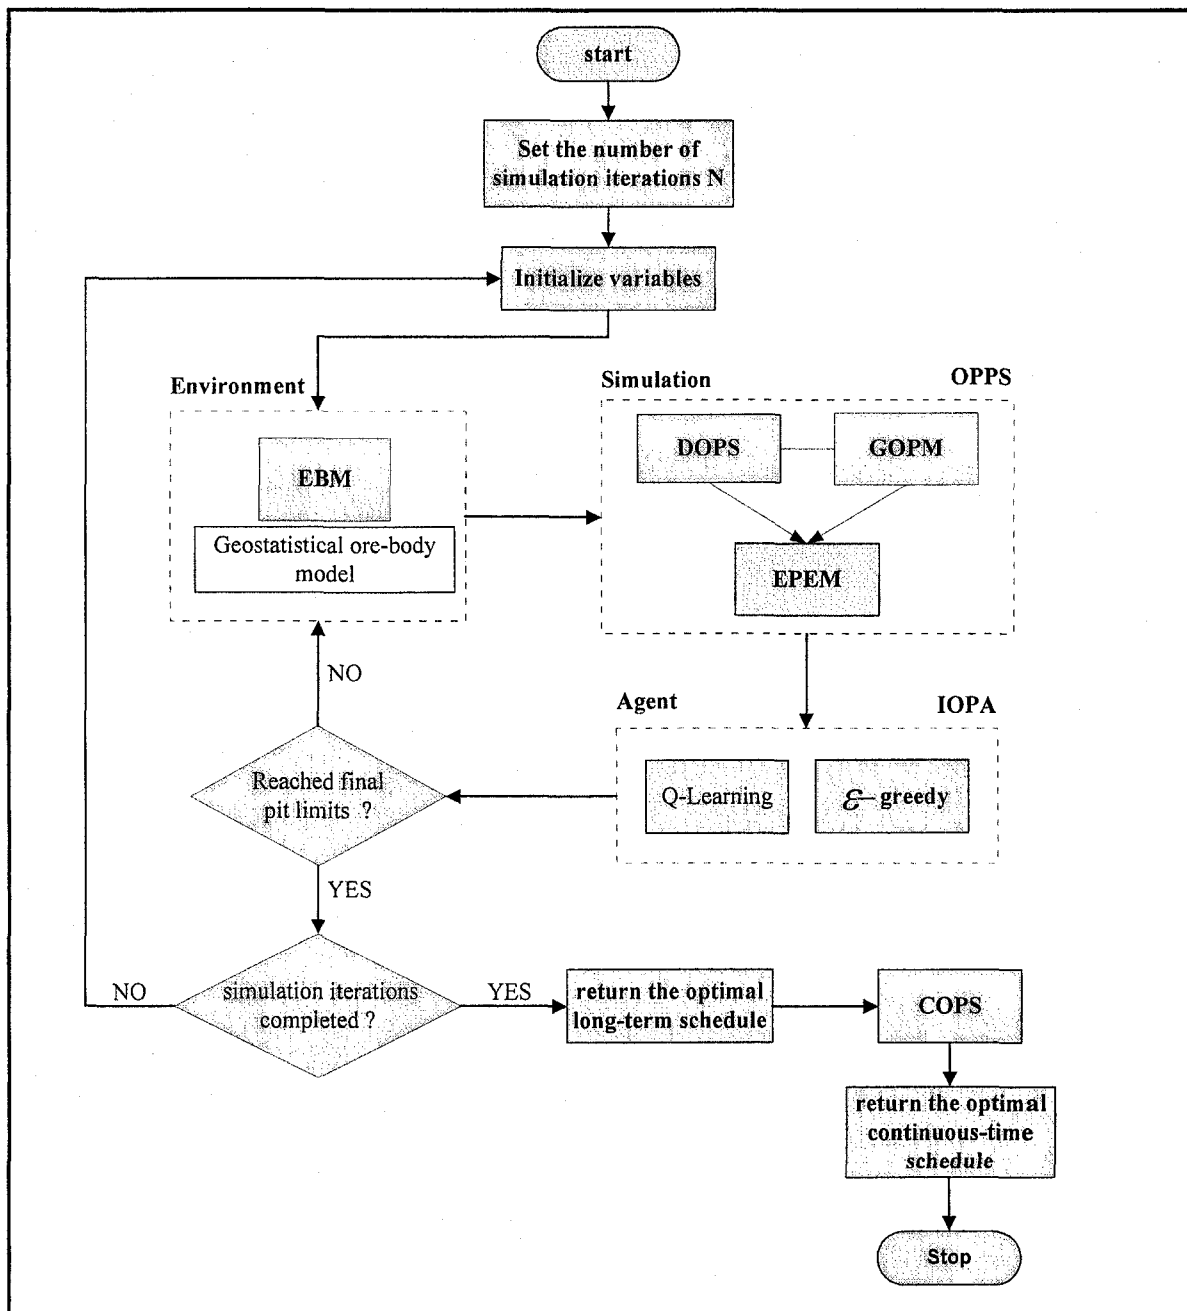 start
Set the number of
simulation iterations N
Initialize variables
Environment
Simulation
OPPS
EBM
Geostatistical ore-body
model
DOPS
GOPM
EPEM
NO
Agent
IOPA
Reached final
pit limits ?
Q-Learning
ε– greedy
YES
NO
simulation iterations
completed ?
YES
return the optimal
long-term schedule
COPS
return the optimal
continuous-time
schedule
Stop